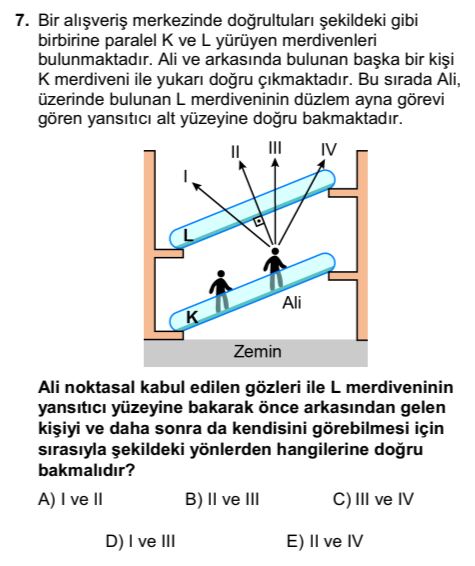 7. Bir alışveriş merkezinde doğrultuları şekildeki gibi
birbirine paralel K ve L yürüyen merdivenleri
bulunmaktadır. Ali ve arkasında bulunan başka bir kişi
K merdiveni ile yukarı doğru çıkmaktadır. Bu sırada Ali,
üzerinde bulunan L merdiveninin düzlem ayna görevi
gören yansıtıcı alt yüzeyine doğru bakmaktadır.
I II III IV
L
K Ali
Zemin
Ali noktasal kabul edilen gözleri ile L merdiveninin
yansıtıcı yüzeyine bakarak önce arkasından gelen
kişiyi ve daha sonra da kendisini görebilmesi için
sırasıyla şekildeki yönlerden hangilerine doğru
bakmalıdır?
A) I ve II B) II ve III C) III ve IV
D) I ve III E) II ve IV